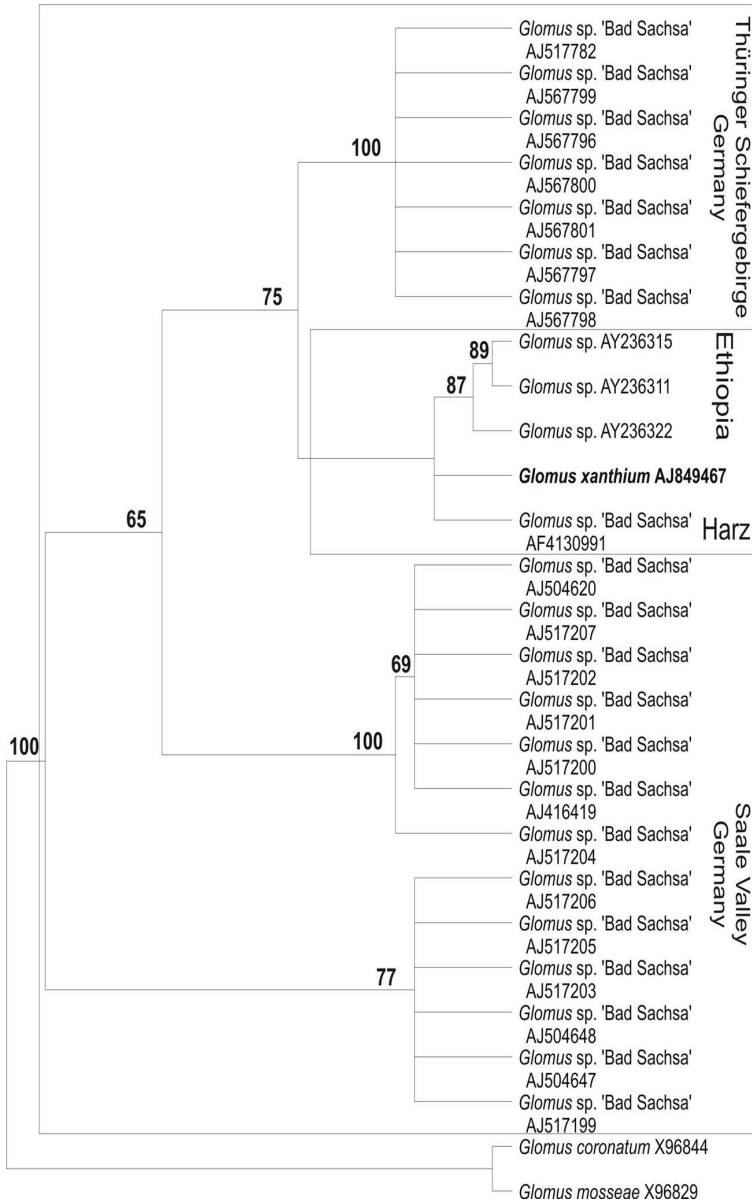 Glomus sp. 'Bad Sachsa'
AJ517782
Glomus sp. 'Bad Sachsa'
AJ567799
Glomus sp. 'Bad Sachsa'
AJ567796
Glomus sp. 'Bad Sachsa'
AJ567800
Glomus sp. 'Bad Sachsa'
AJ567801
Glomus sp. 'Bad Sachsa'
AJ567797
Glomus sp. 'Bad Sachsa'
AJ567798
Thüringer Schiefergebirge
Germany
100
75
Glomus sp. AY236315
Glomus sp. AY236311
Glomus sp. AY236322
Ethiopia
89
87
Glomus xanthium AJ849467
Glomus sp. 'Bad Sachsa'
AF4130991
Harz
65
Glomus sp. 'Bad Sachsa'
AJ504620
Glomus sp. 'Bad Sachsa'
AJ517207
Glomus sp. 'Bad Sachsa'
AJ517202
Glomus sp. 'Bad Sachsa'
AJ517201
Glomus sp. 'Bad Sachsa'
AJ517200
Glomus sp. 'Bad Sachsa'
AJ416419
Glomus sp. 'Bad Sachsa'
AJ517204
69
100
100
Glomus sp. 'Bad Sachsa'
AJ517206
Glomus sp. 'Bad Sachsa'
AJ517205
Glomus sp. 'Bad Sachsa'
AJ517203
Glomus sp. 'Bad Sachsa'
AJ504648
Glomus sp. 'Bad Sachsa'
AJ504647
Glomus sp. 'Bad Sachsa'
AJ517199
77
Saale Valley
Germany
Glomus coronatum X96844
Glomus mosseae X96829